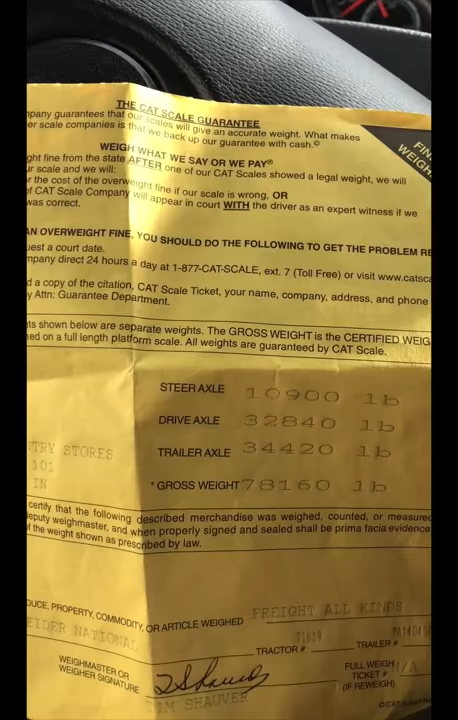 THE CAT SCALE GUARANTEE
guarantees that our scales will give an accurate weight. What makes
er scale companies is that we back up our guarantee with cash.©
WEIGH WHAT WE SAY OR WE PAY®
ght fine from the state AFTER one of our CAT Scales showed a legal weight, we will
ur scale and we will:
r the cost of the overweight fine if our scale is wrong, OR
of CAT Scale Company will appear in court WITH the driver as an expert witness if we
was correct.
AN OVERWEIGHT FINE, YOU SHOULD DO THE FOLLOWING TO GET THE PROBLEM RE
uest a court date.
mpany direct 24 hours a day at 1-877-CAT-SCALE, ext. 7 (Toll Free) or visit www.catsca
d a copy of the citation, CAT Scale Ticket, your name, company, address, and phone
y Attn: Guarantee Department.
ts shown below are separate weights. The GROSS WEIGHT is the CERTIFIED WEIG
ed on a full length platform scale. All weights are guaranteed by CAT Scale.
STEER AXLE 10900 lb
DRIVE AXLE 32840 lb
TRAILER AXLE 34420 lb
* GROSS WEIGHT 78160 lb
NTRY STORES
101
IN
certify that the following described merchandise was weighed, counted, or measured
deputy weighmaster, and when properly signed and sealed shall be prima facia evidence
f the weight shown as prescribed by law.
DUCE, PROPERTY, COMMODITY, OR ARTICLE WEIGHED FREIGHT ALL KINDS
EIDER NATIONAL
TRACTOR # TRAILER #
WEIGHMASTER OR
WEIGHER SIGNATURE
TIM SHAUVER
FULL WEIGH
TICKET # N/A
(IF REWEIGH)